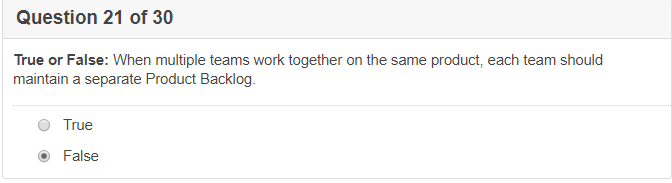 Question 21 of 30
True or False: When multiple teams work together on the same product, each team should
maintain a separate Product Backlog.
True
False